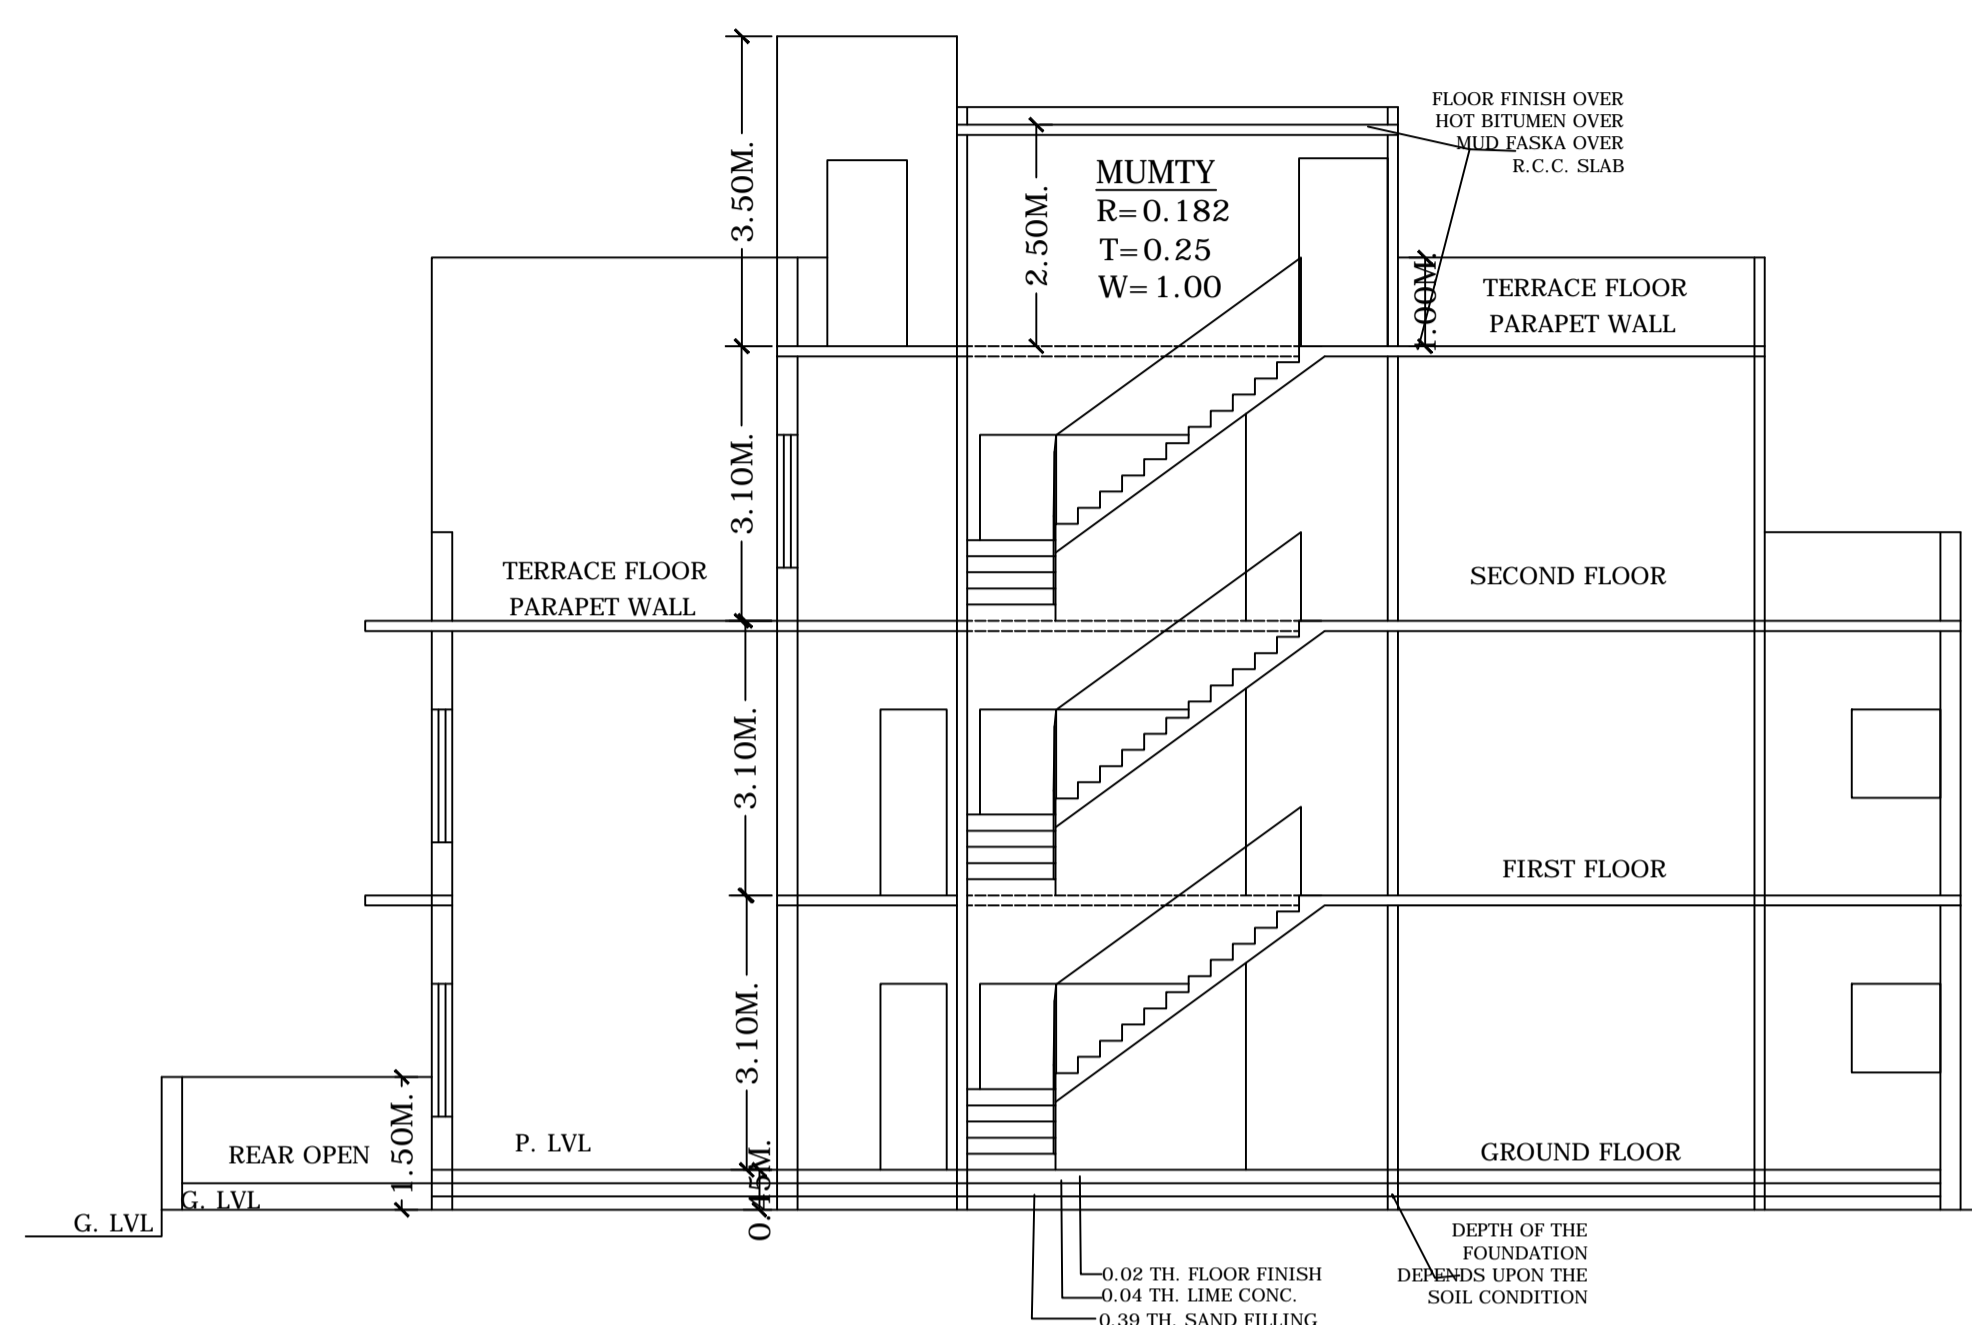 FLOOR FINISH OVER
HOT BITUMEN OVER
MUD FASKA OVER
R.C.C. SLAB
3.50M.
2.50M.
MUMTY
R=0.182
T=0.25
W=1.00
1.00M.
TERRACE FLOOR
PARAPET WALL
3.10M.
TERRACE FLOOR
PARAPET WALL
SECOND FLOOR
3.10M.
FIRST FLOOR
3.10M.
1.50M.
REAR OPEN
P. LVL
0.45M.
GROUND FLOOR
G. LVL
G. LVL
DEPTH OF THE
FOUNDATION
DEPENDS UPON THE
SOIL CONDITION
0.02 TH. FLOOR FINISH
0.04 TH. LIME CONC.
0.39 TH. SAND FILLING